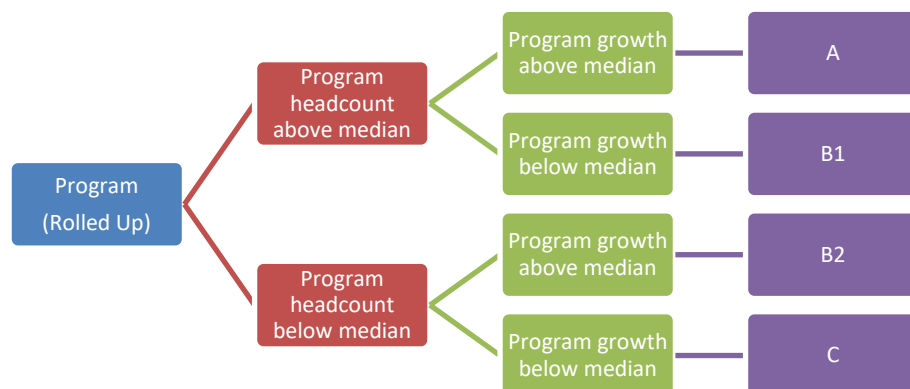 Program
(Rolled Up)
Program
headcount
above median
Program growth
above median
A
Program growth
below median
B1
Program
headcount
below median
Program growth
above median
B2
Program growth
below median
C